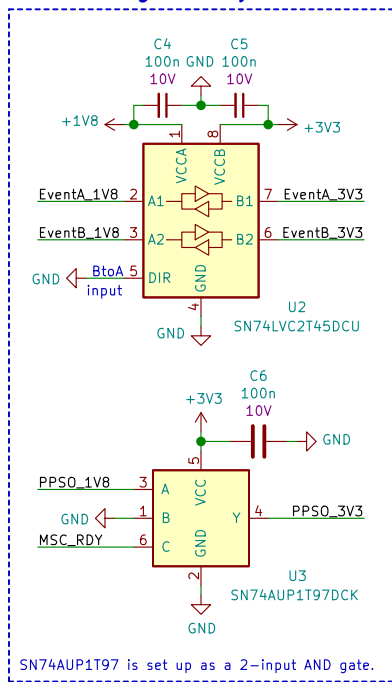 C4
C5
100n
GND
100n
10V
10V
+1V8
+3V3
1
8
VCCA
VCCB
EventA_1V8
2
A1
B1
7
EventA_3V3
EventB_1V8
3
A2
B2
6
EventB_3V3
GND
BtoA
input
5
DIR
GND
4
GND
U2
SN74LVC2T45DCU
C6
100n
10V
+3V3
GND
5
VCC
PPSO_1V8
3
A
GND
1
B
Y
4
PPSO_3V3
MSC_RDY
6
C
GND
2
GND
U3
SN74AUP1T97DCK
SN74AUP1T97 is set up as a 2-input AND gate.